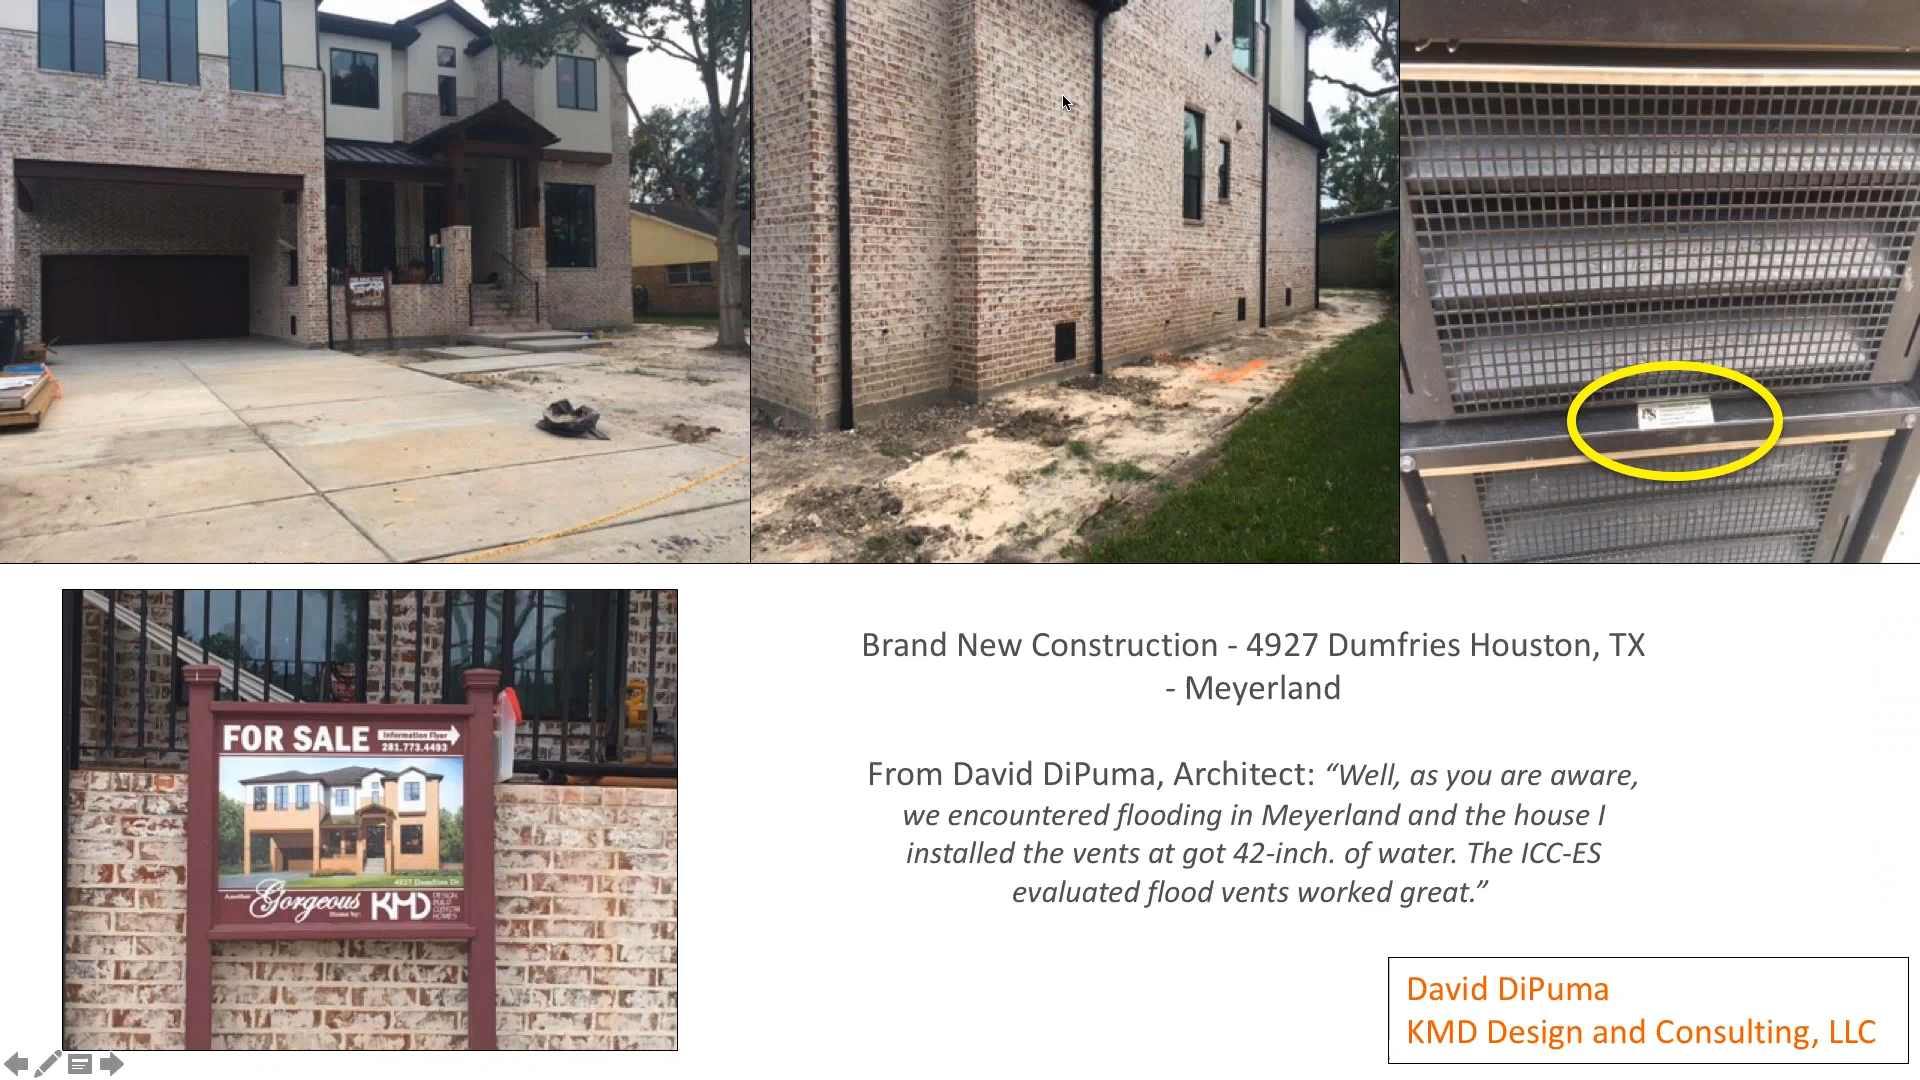 Brand New Construction - 4927 Dumfries Houston, TX
- Meyerland
From David DiPuma, Architect: “Well, as you are aware,
we encountered flooding in Meyerland and the house I
installed the vents at got 42-inch. of water. The ICC-ES
evaluated flood vents worked great.”
FOR SALE
Information Flyer
281.773.4493
4927 Dumfries Dr.
Another Gorgeous
Home by:
KMD
DESIGN
BUILD
CUSTOM
HOMES
David DiPuma
KMD Design and Consulting, LLC